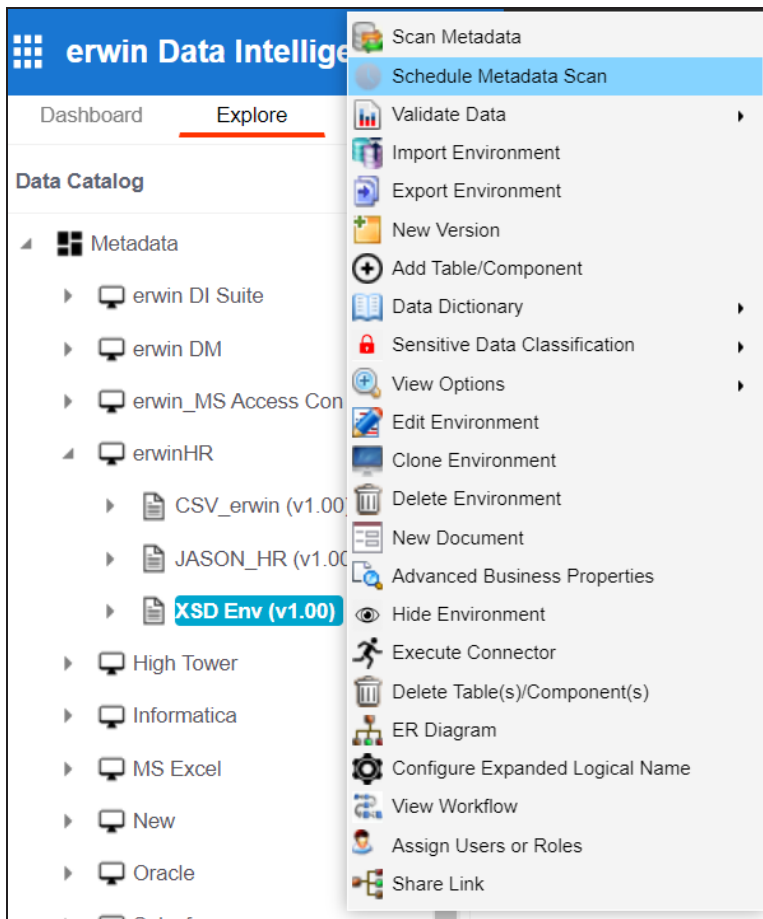 erwin Data Intellige
Dashboard
Explore
Data Catalog
Metadata
erwin DI Suite
erwin DM
erwin_MS Access Con
erwinHR
CSV_erwin (v1.00)
JASON_HR (v1.00
XSD Env (v1.00)
High Tower
Informatica
MS Excel
New
Oracle
Scan Metadata
Schedule Metadata Scan
Validate Data
Import Environment
Export Environment
New Version
Add Table/Component
Data Dictionary
Sensitive Data Classification
View Options
Edit Environment
Clone Environment
Delete Environment
New Document
Advanced Business Properties
Hide Environment
Execute Connector
Delete Table(s)/Component(s)
ER Diagram
Configure Expanded Logical Name
View Workflow
Assign Users or Roles
Share Link